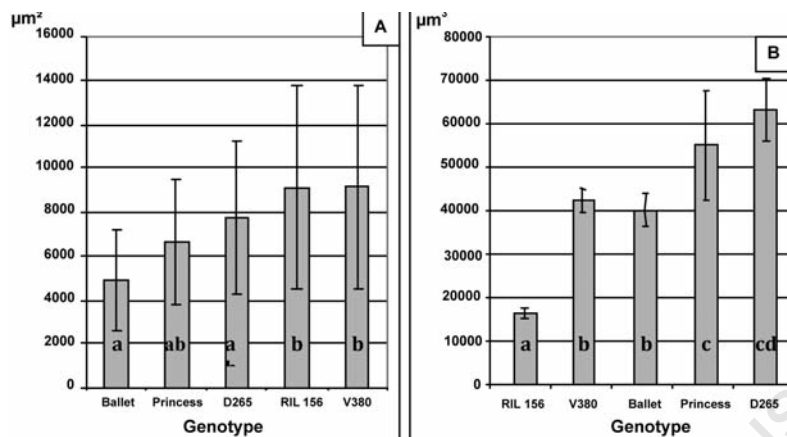 µm² A
16000
14000
12000
10000
8000
6000
4000
2000
0
a ab a b b
Ballet Princess D265 RIL 156 V380
Genotype
µm³ B
80000
70000
60000
50000
40000
30000
20000
10000
0
a b b c cd
RIL 156 V380 Ballet Princess D265
Genotype